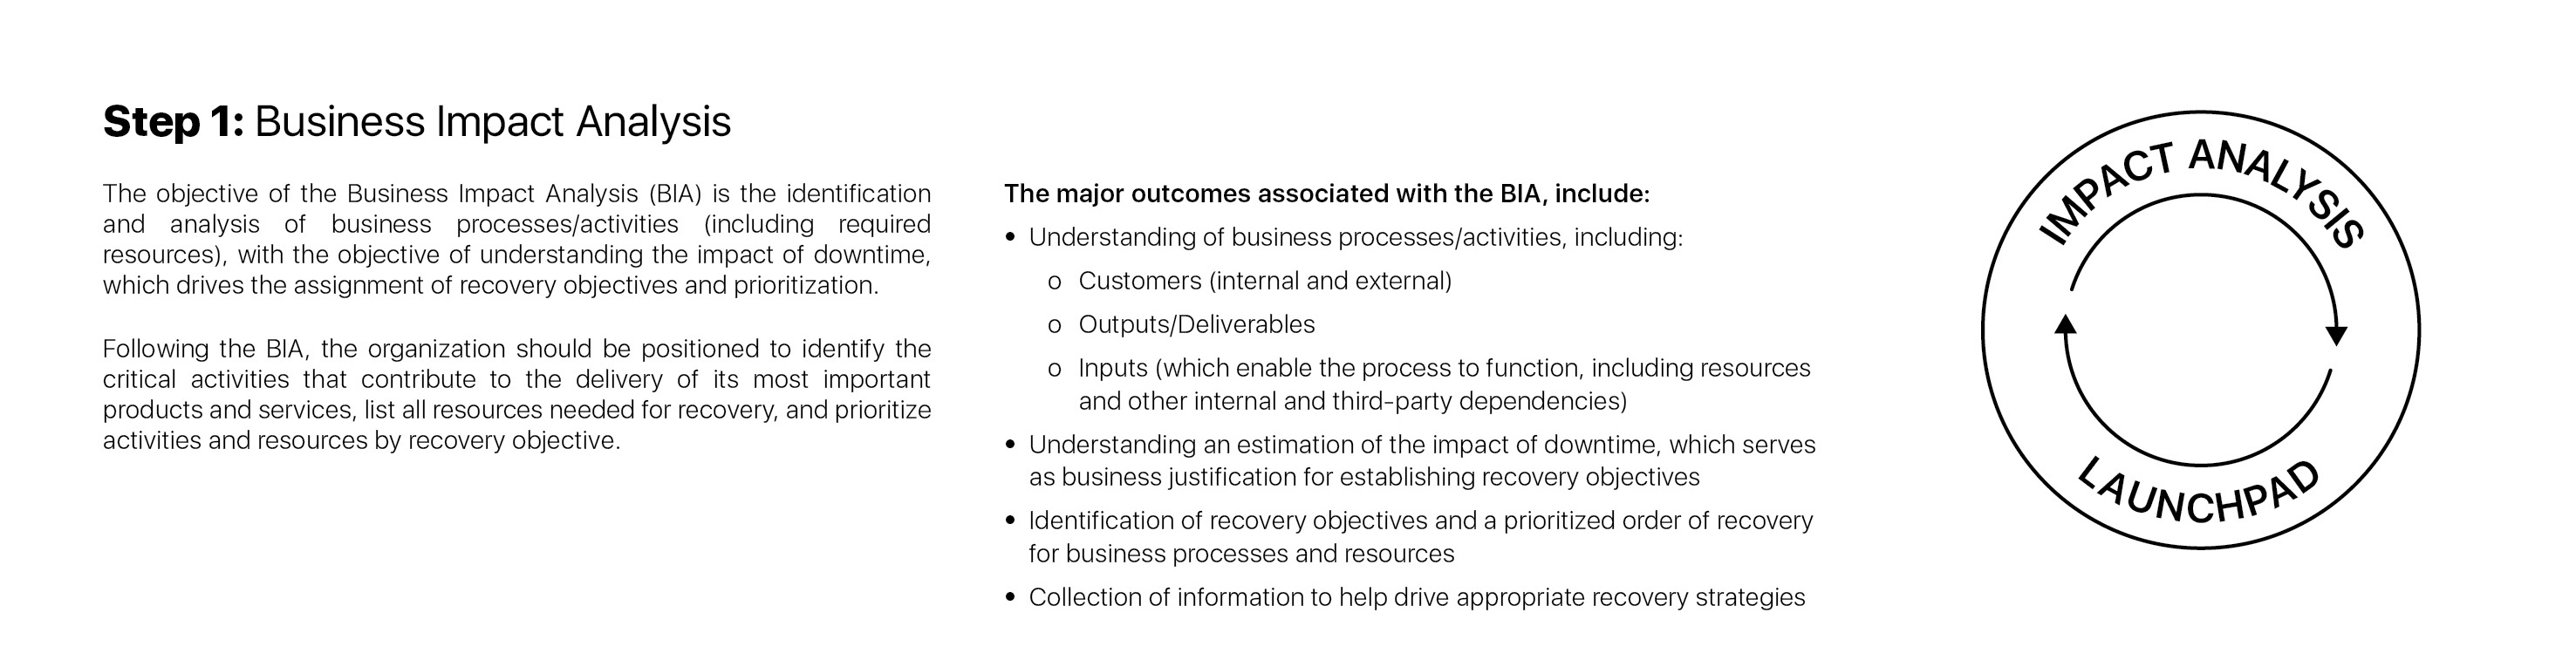 Step 1: Business Impact Analysis
The objective of the Business Impact Analysis (BIA) is the identification
and analysis of business processes/activities (including required
resources), with the objective of understanding the impact of downtime,
which drives the assignment of recovery objectives and prioritization.
Following the BIA, the organization should be positioned to identify the
critical activities that contribute to the delivery of its most important
products and services, list all resources needed for recovery, and prioritize
activities and resources by recovery objective.
The major outcomes associated with the BIA, include:
• Understanding of business processes/activities, including:
o Customers (internal and external)
o Outputs/Deliverables
o Inputs (which enable the process to function, including resources
and other internal and third-party dependencies)
• Understanding an estimation of the impact of downtime, which serves
as business justification for establishing recovery objectives
• Identification of recovery objectives and a prioritized order of recovery
for business processes and resources
• Collection of information to help drive appropriate recovery strategies
IMPACT ANALYSIS
LAUNCHPAD